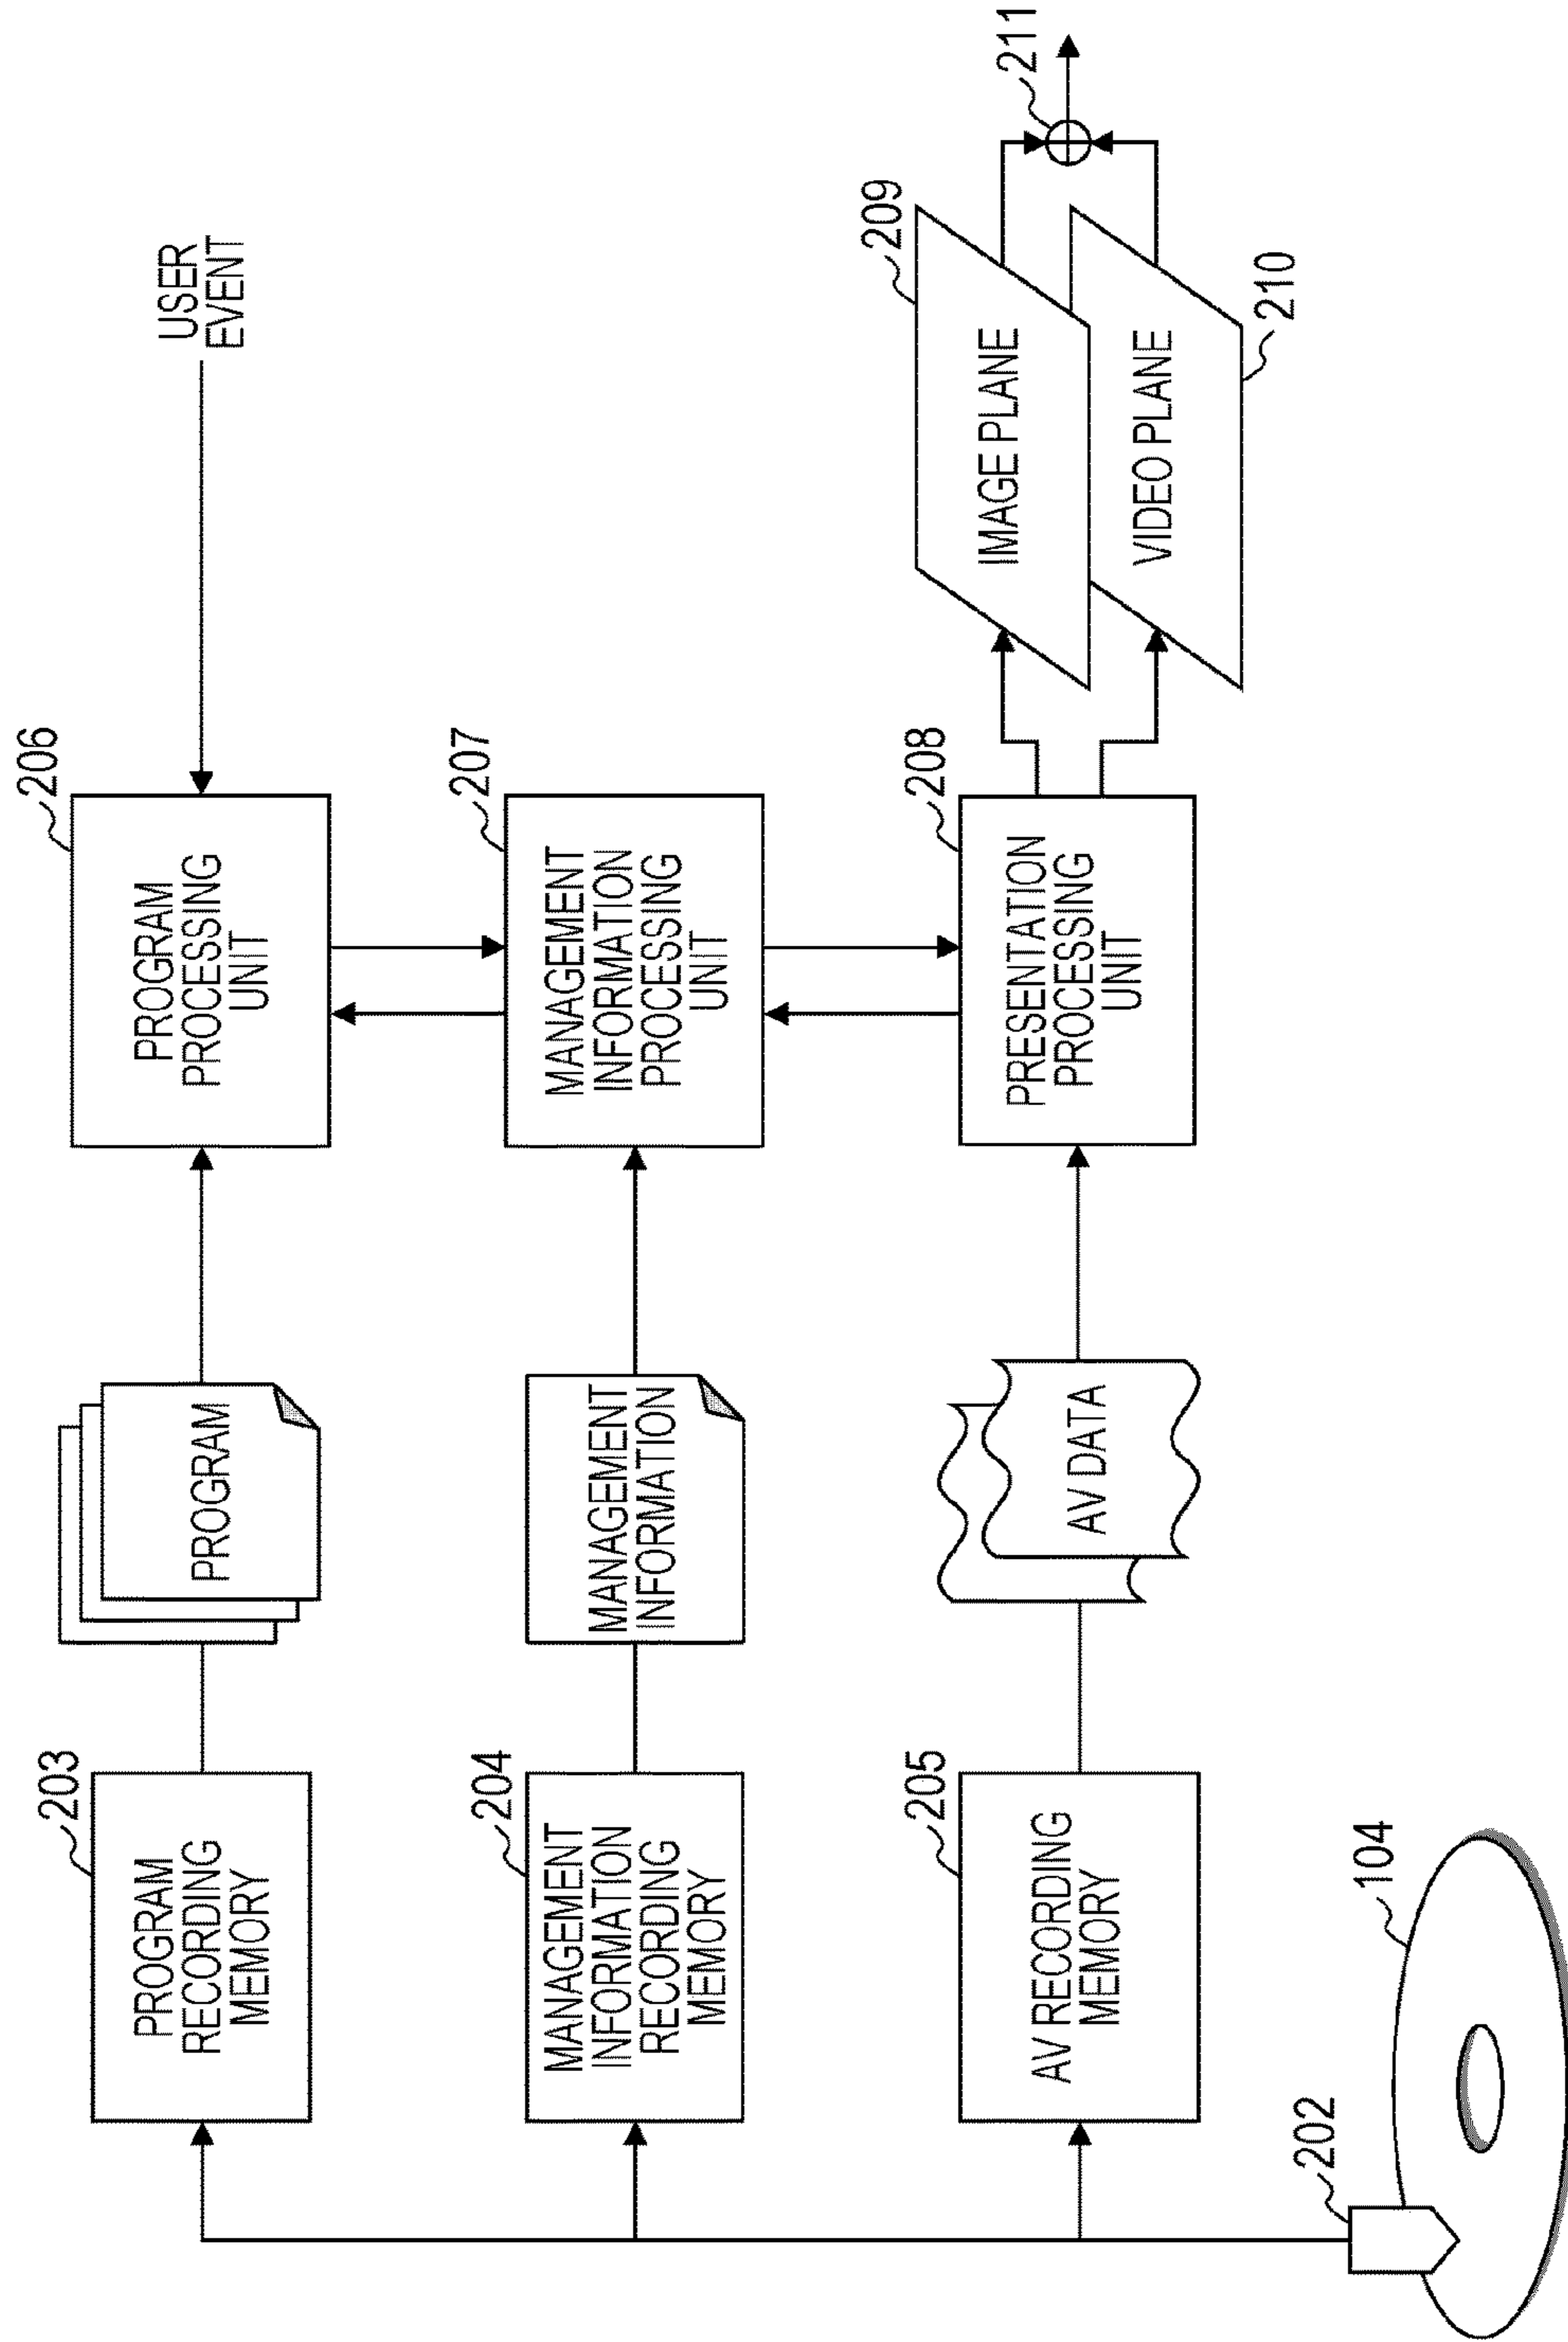 203
PROGRAM
RECORDING
MEMORY
PROGRAM
206
PROGRAM
PROCESSING
UNIT
USER
EVENT
204
MANAGEMENT
INFORMATION
RECORDING
MEMORY
MANAGEMENT
INFORMATION
207
MANAGEMENT
INFORMATION
PROCESSING
UNIT
205
AV RECORDING
MEMORY
AV DATA
208
PRESENTATION
PROCESSING
UNIT
209
IMAGE PLANE
VIDEO PLANE
210
211
202
104